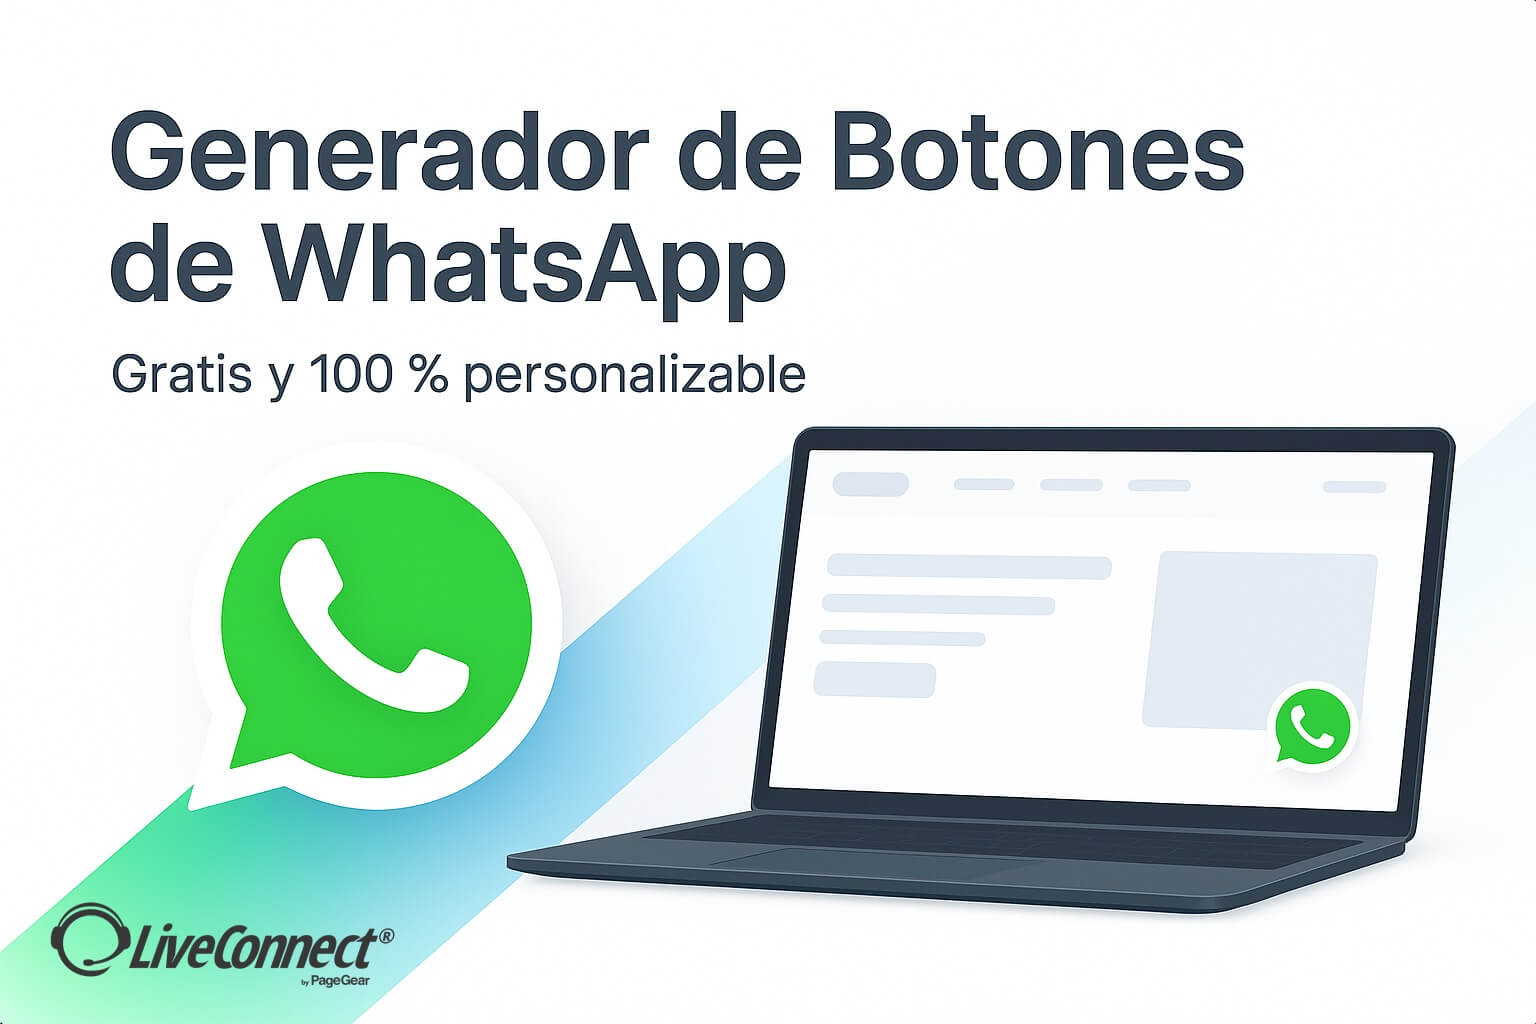 Generador de Botones
de WhatsApp
Gratis y 100 % personalizable
LiveConnect®
by PageGear